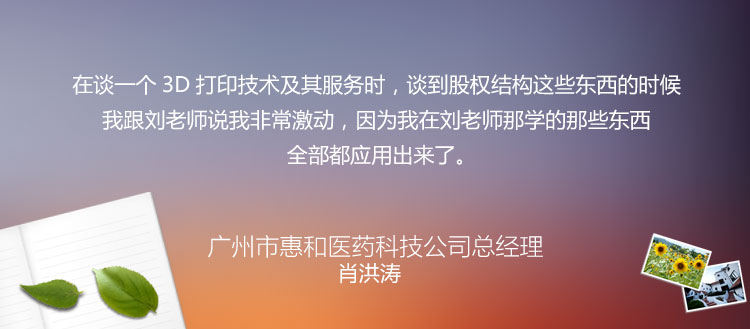 在谈一个 3D 打印技术及其服务时，谈到股权结构这些东西的时候
我跟刘老师说我非常激动，因为我在刘老师那学的那些东西
全部都应用出来了。
广州市惠和医药科技公司总经理
肖洪涛